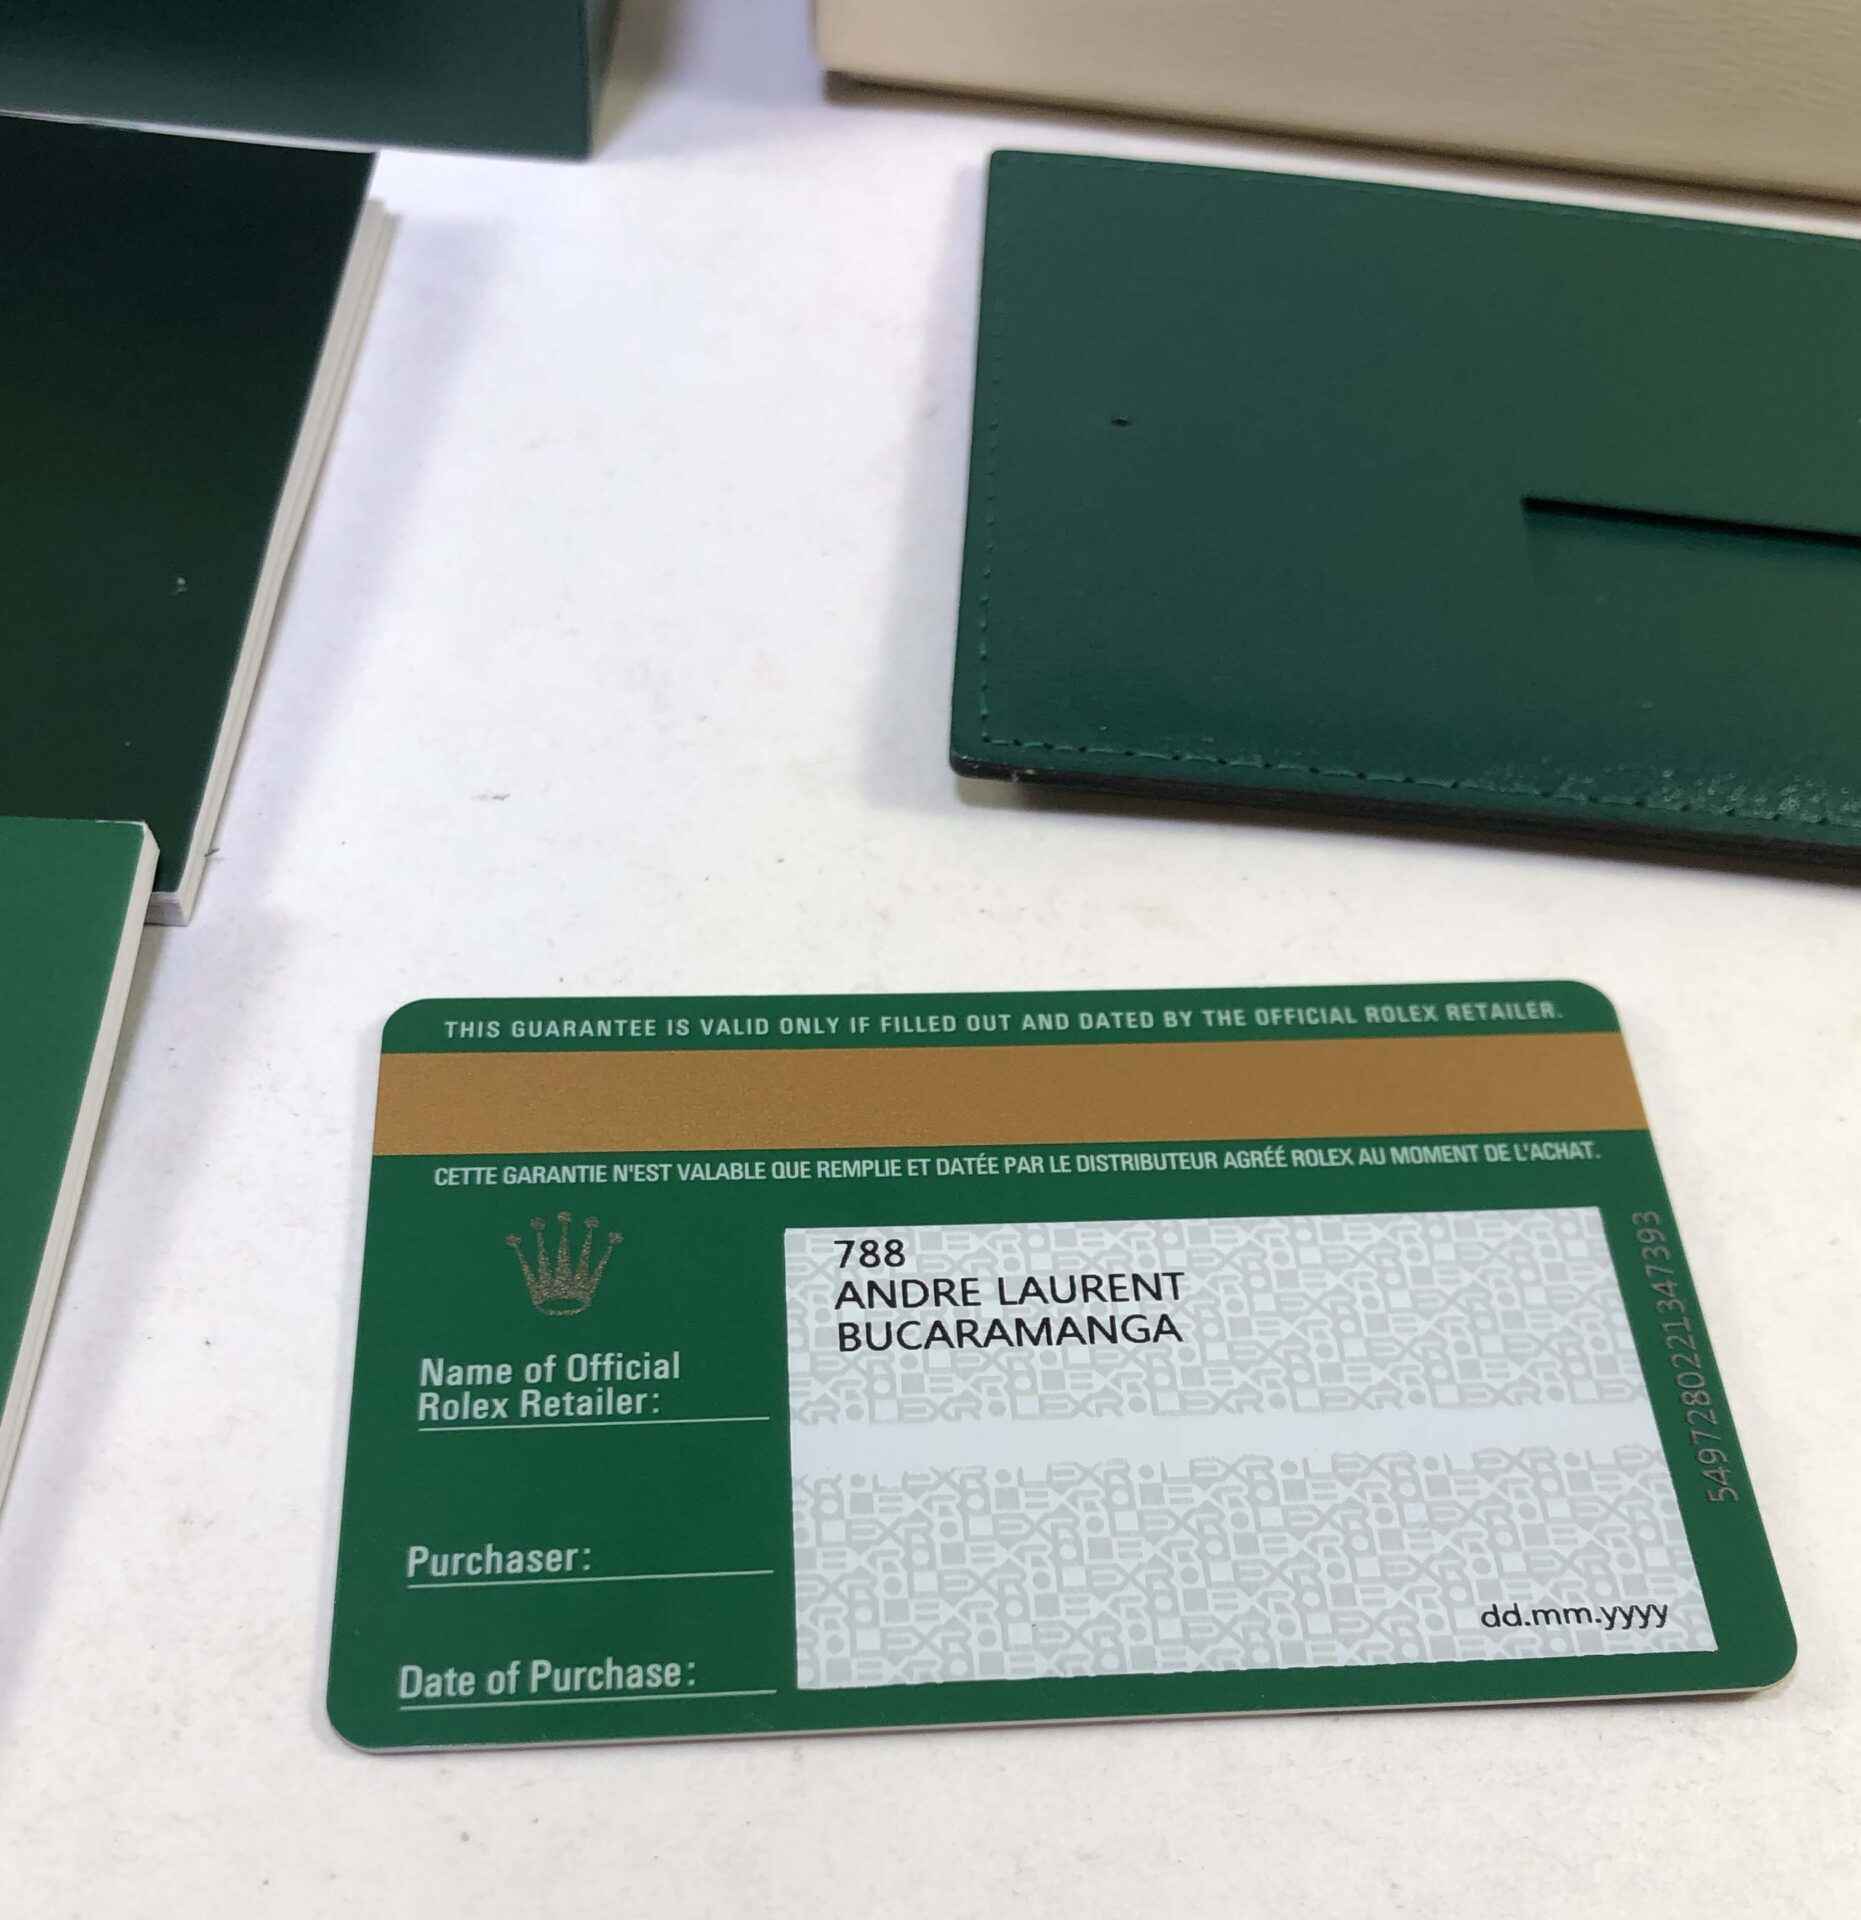 THIS GUARANTEE IS VALID ONLY IF FILLED OUT AND DATED BY THE OFFICIAL ROLEX RETAILER.
CETTE GARANTIE N'EST VALABLE QUE REMPLIE ET DATÉE PAR LE DISTRIBUTEUR AGRÉÉ ROLEX AU MOMENT DE L'ACHAT.
788
ANDRE LAURENT
BUCARAMANGA
Name of Official
Rolex Retailer:
Purchaser:
dd.mm.yyyy
Date of Purchase:
5497280221347393